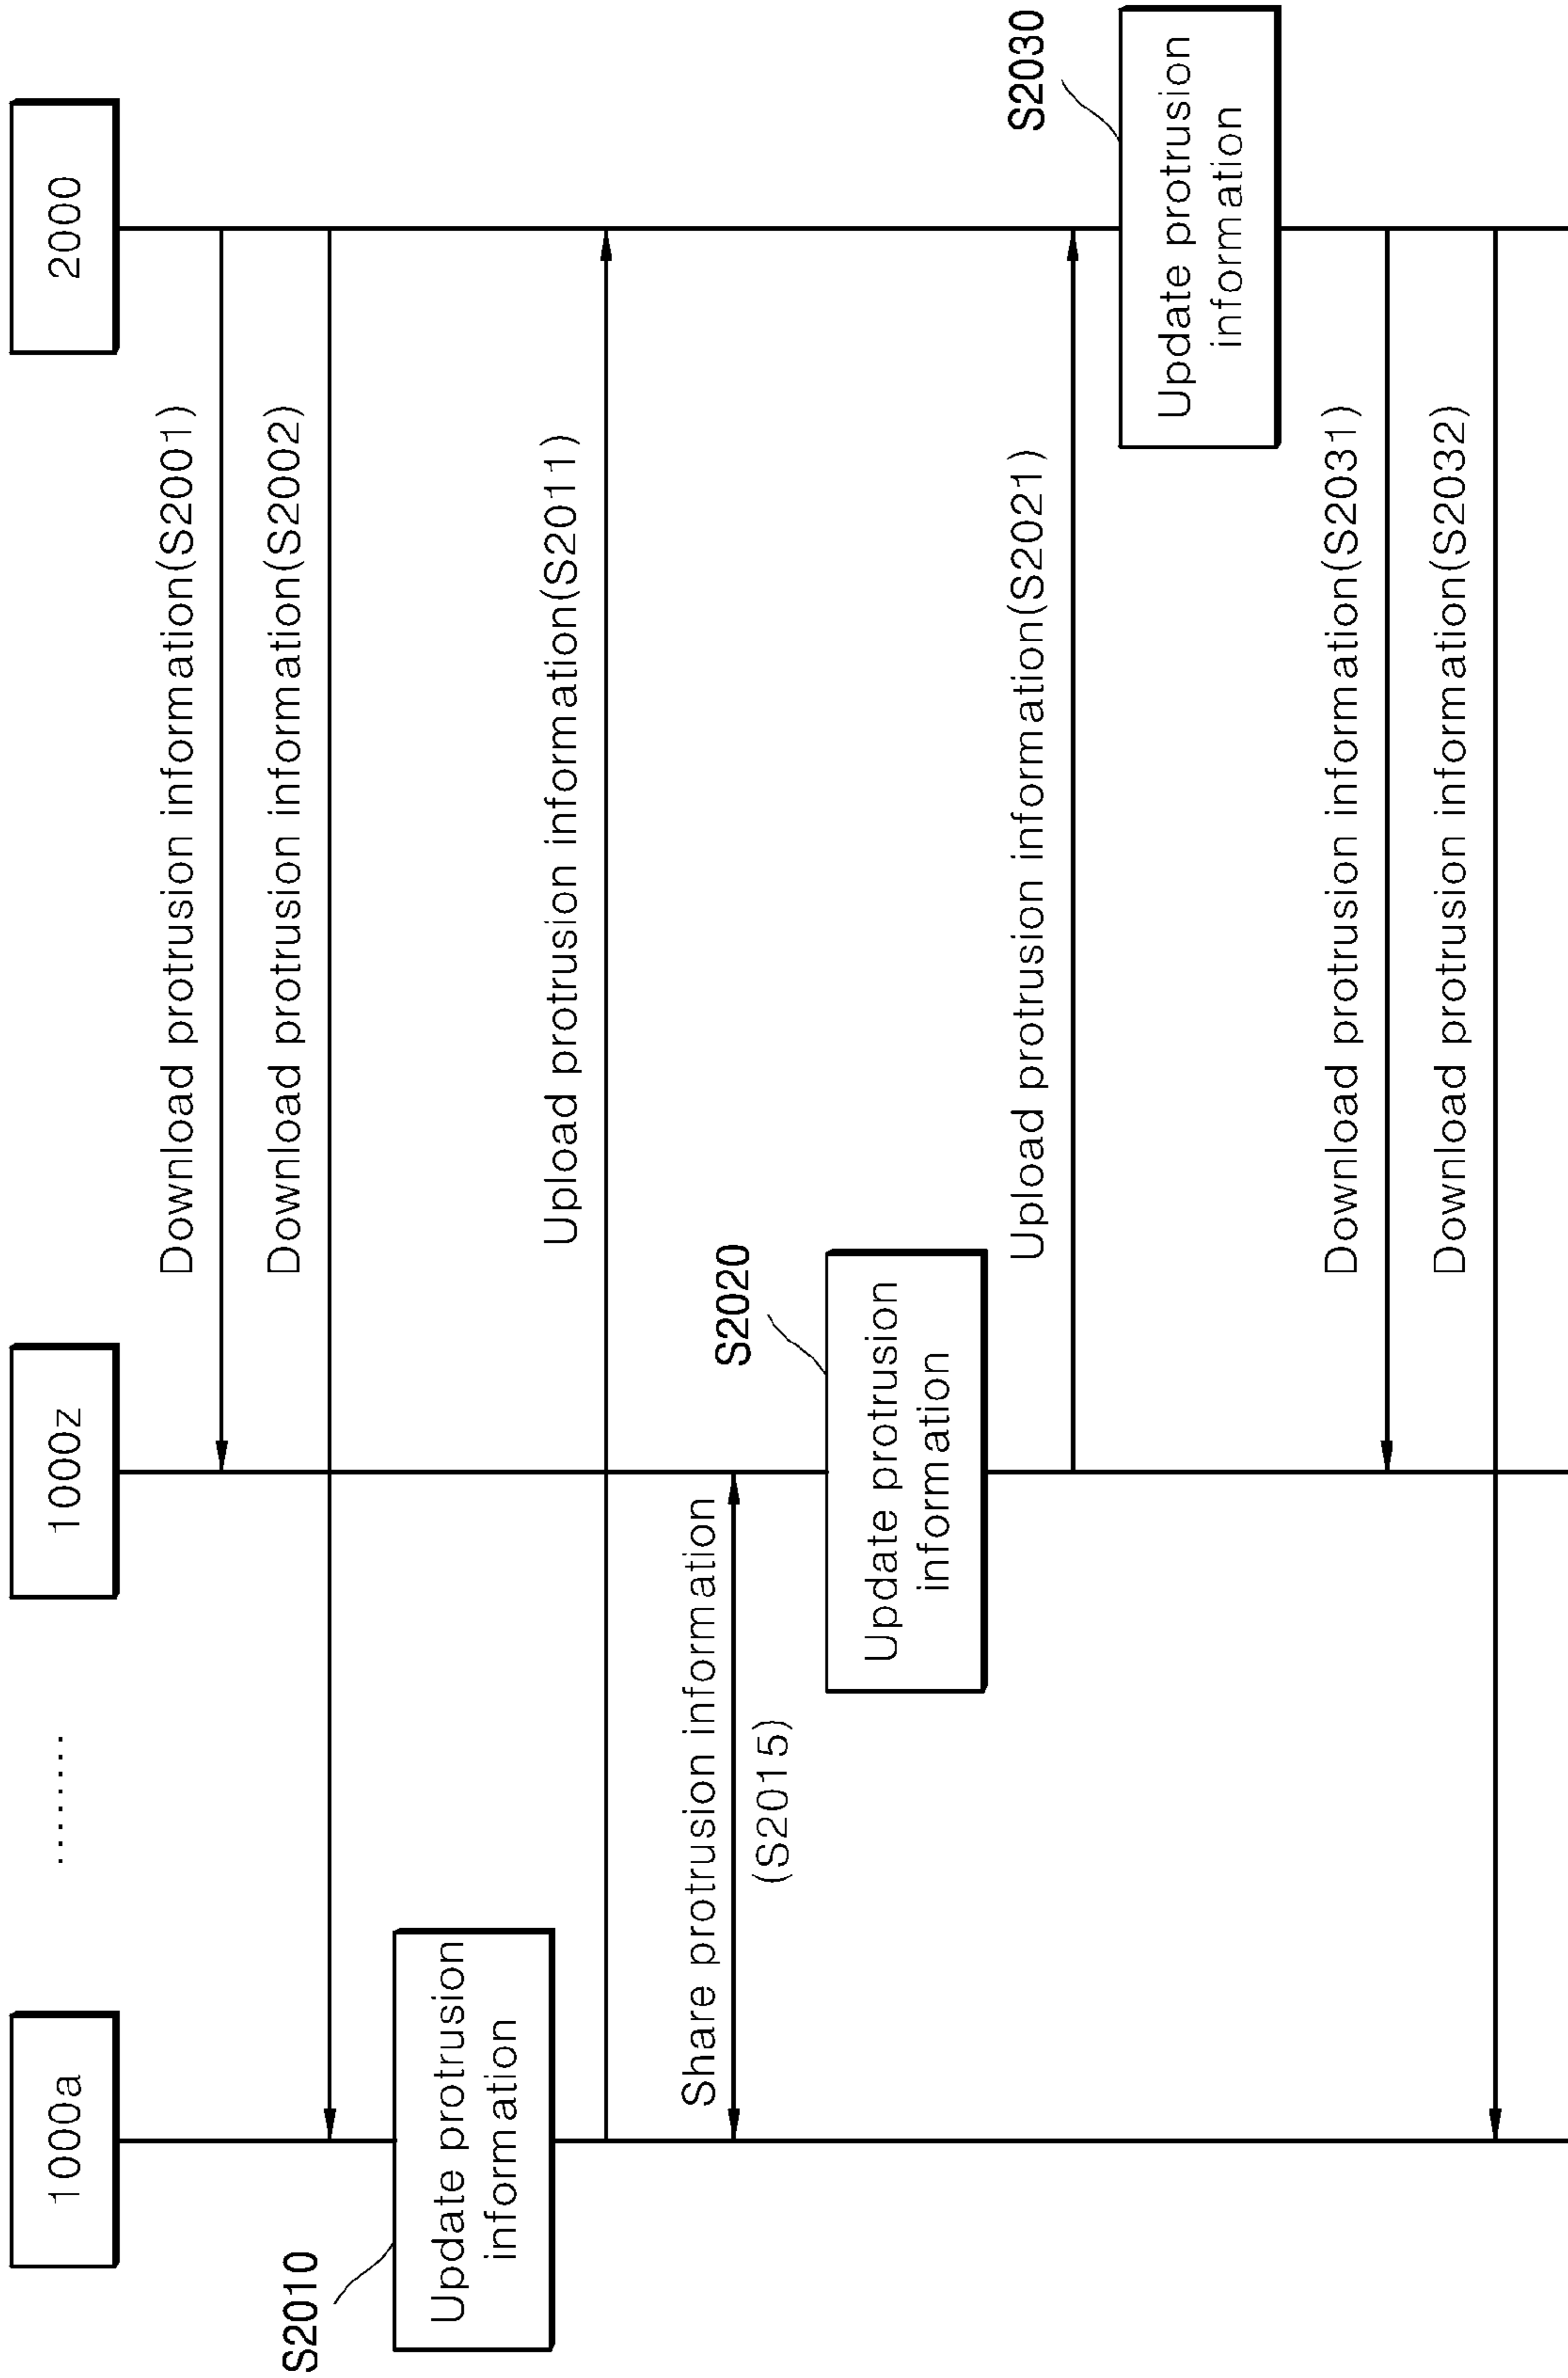 1000a
.......
1000z
2000
Download protrusion information(S2001)
Download protrusion information(S2002)
S2010
Update protrusion
information
Upload protrusion information(S2011)
Share protrusion information
(S2015)
S2020
Update protrusion
information
Upload protrusion information(S2021)
S2030
Update protrusion
information
Download protrusion information(S2031)
Download protrusion information(S2032)